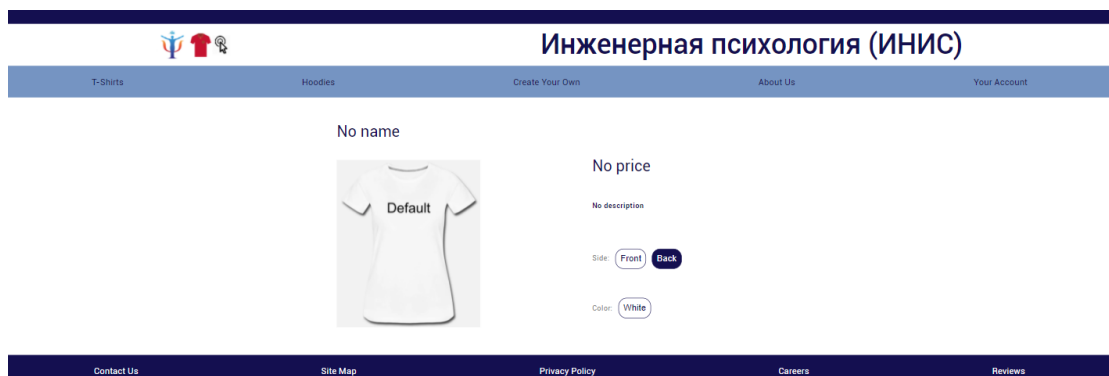 Инженерная психология (ИНИС)
T-Shirts Hoodies Create Your Own About Us Your Account
No name
Default
No price
No description
Side: Front Back
Color: White
Contact Us Site Map Privacy Policy Careers Reviews